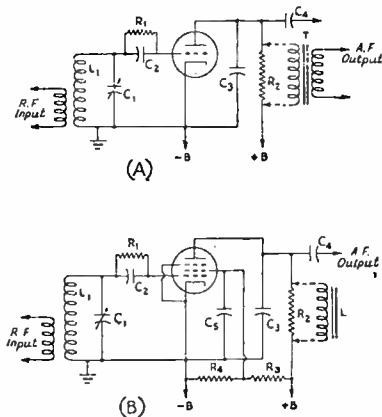 R1
C2
L1
C1
R.F.
Input
C3
C4
R2
T
A.F.
Output
-B
+B
(A)
R1
C2
L1
C1
R.F.
Input
C5
C3
C4
A.F.
Output
R2
L
R4
R3
-B
+B
(B)